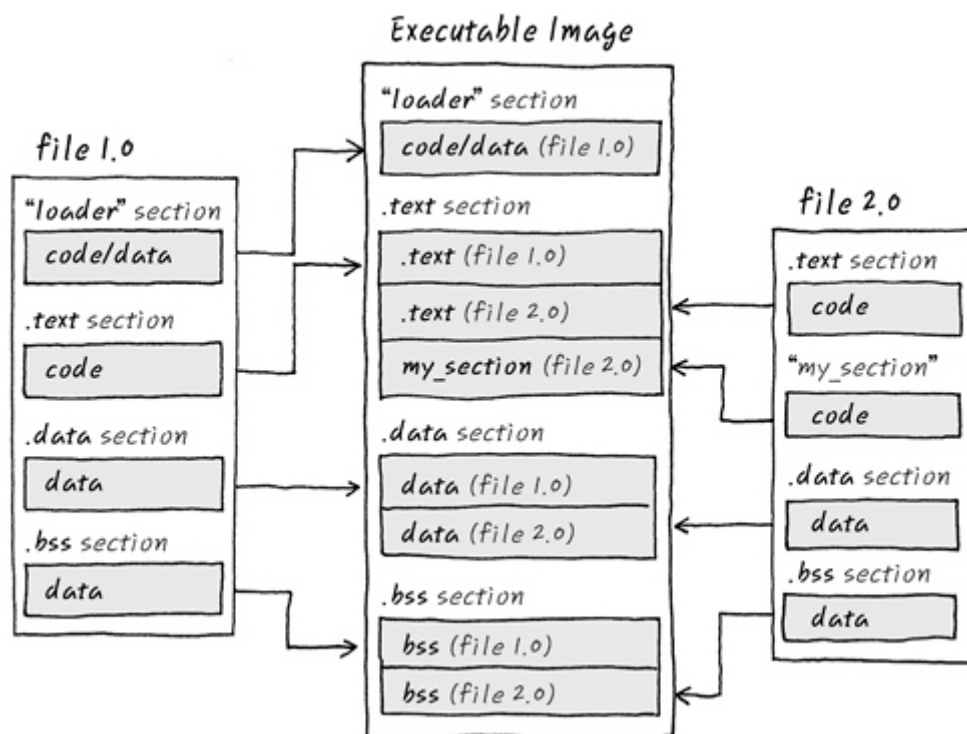 Executable Image
file 1.0
"loader" section
code/data
.text section
code
.data section
data
.bss section
data
"loader" section
code/data (file 1.0)
.text section
.text (file 1.0)
.text (file 2.0)
my_section (file 2.0)
.data section
data (file 1.0)
data (file 2.0)
.bss section
bss (file 1.0)
bss (file 2.0)
file 2.0
.text section
code
"my_section"
code
.data section
data
.bss section
data